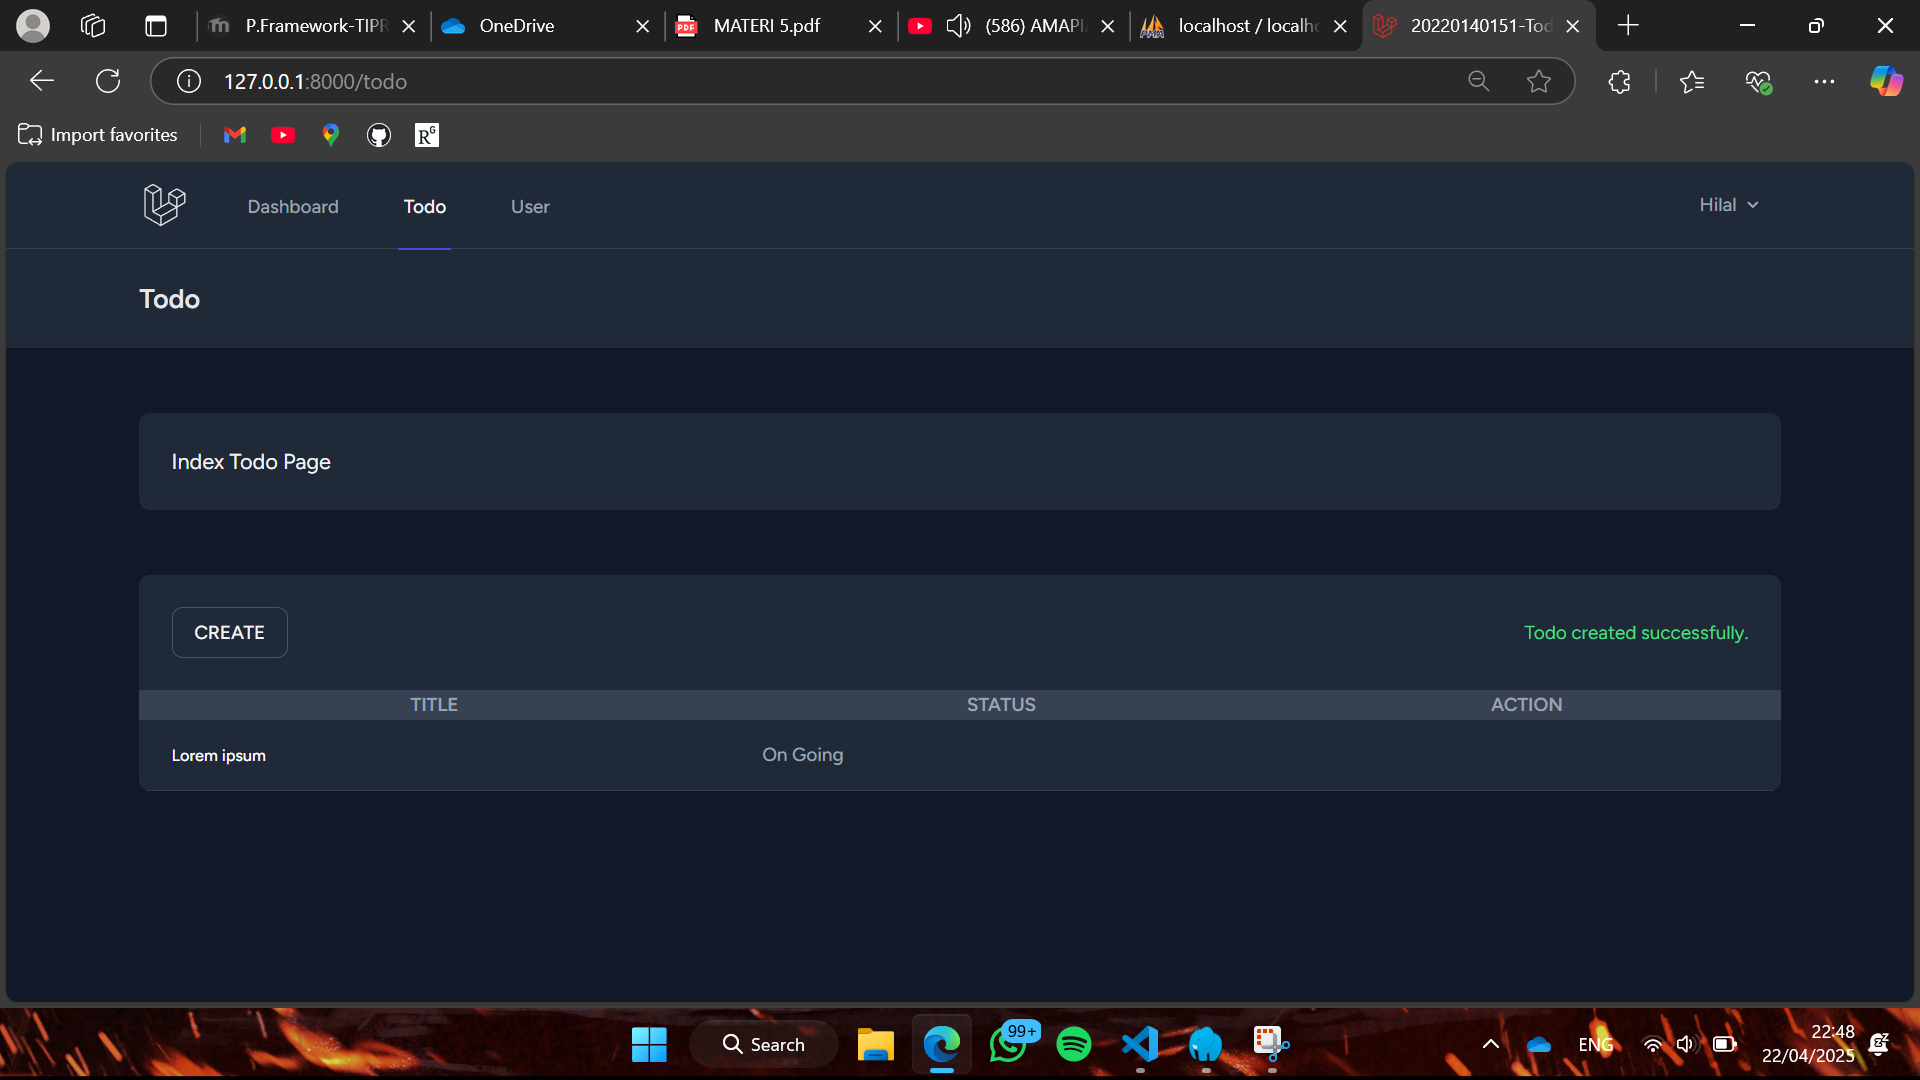 P.Framework-TIPR
OneDrive
MATERI 5.pdf
(586) AMAPI
localhost / localh
20220140151-Tod
127.0.0.1:8000/todo
Import favorites
Dashboard
Todo
User
Hilal
Todo
Index Todo Page
CREATE
Todo created successfully.
TITLE
STATUS
ACTION
Lorem ipsum
On Going
Search
99+
ENG
22:48
22/04/2025